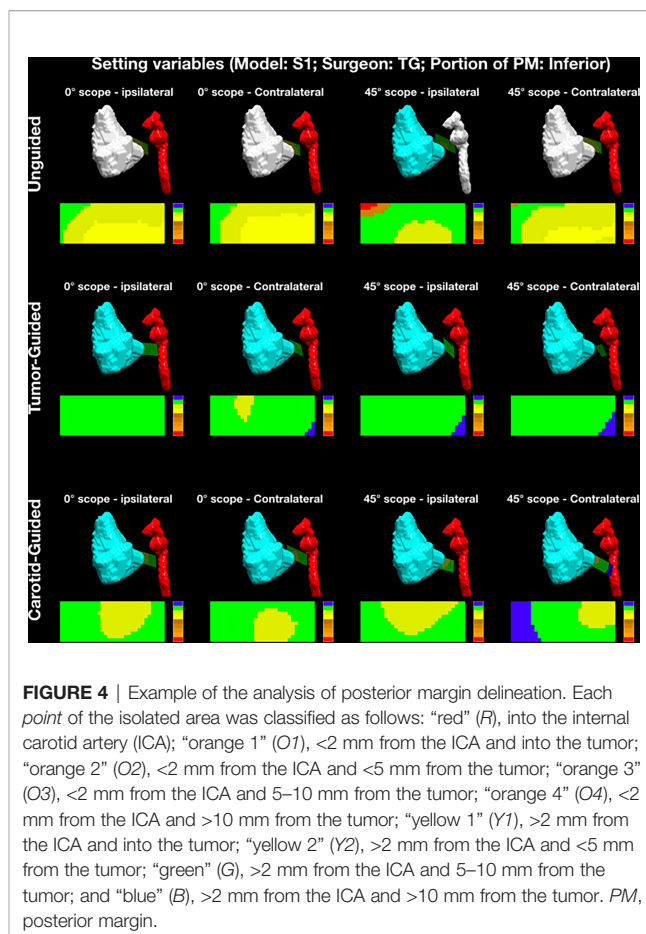 Setting variables (Model: S1; Surgeon: TG; Portion of PM: Inferior)
0° scope - ipsilateral
0° scope - Contralateral
45° scope - ipsilateral
45° scope - Contralateral
Unguided
0° scope - ipsilateral
0° scope - Contralateral
45° scope - ipsilateral
45° scope - Contralateral
Tumor-Guided
0° scope - ipsilateral
0° scope - Contralateral
45° scope - ipsilateral
45° scope - Contralateral
Carotid-Guided
FIGURE 4 | Example of the analysis of posterior margin delineation. Each
point of the isolated area was classified as follows: “red” (R), into the internal
carotid artery (ICA); “orange 1” (O1), <2 mm from the ICA and into the tumor;
“orange 2” (O2), <2 mm from the ICA and <5 mm from the tumor; “orange 3”
(O3), <2 mm from the ICA and 5–10 mm from the tumor; “orange 4” (O4), <2
mm from the ICA and >10 mm from the tumor; “yellow 1” (Y1), >2 mm from
the ICA and into the tumor; “yellow 2” (Y2), >2 mm from the ICA and <5 mm
from the tumor; “green” (G), >2 mm from the ICA and 5–10 mm from the
tumor; and “blue” (B), >2 mm from the ICA and >10 mm from the tumor. PM,
posterior margin.